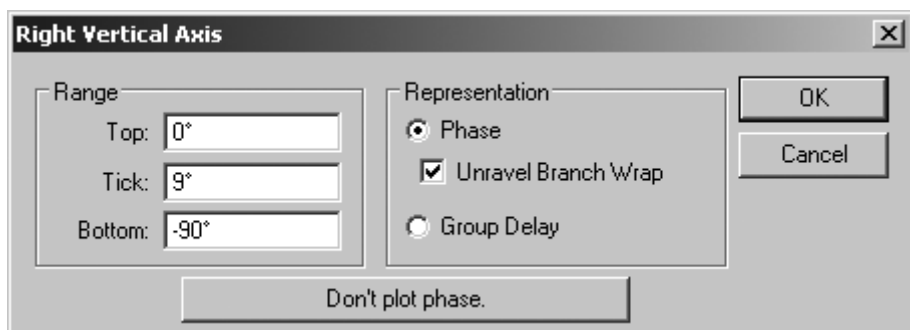 Right Vertical Axis
Range
Top: 0°
Tick: 9°
Bottom: -90°
Representation
Phase
Unravel Branch Wrap
Group Delay
OK
Cancel
Don't plot phase.